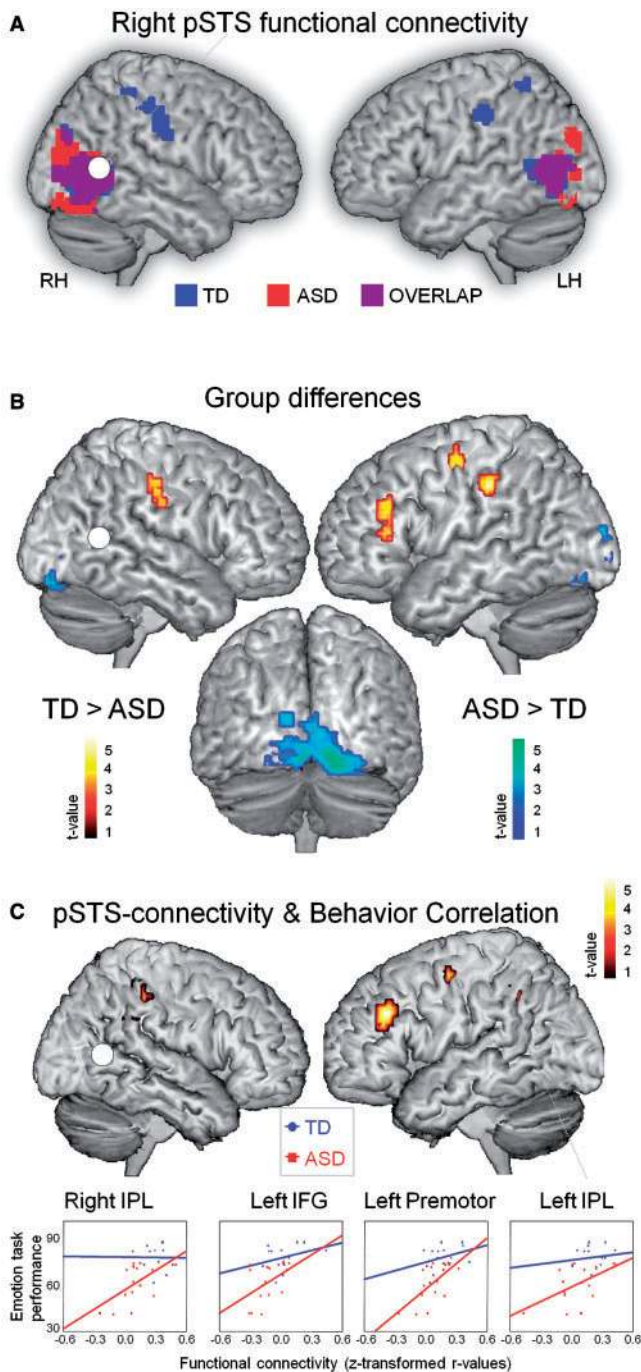 A
Right pSTS functional connectivity
RH
LH
TD
ASD
OVERLAP
B
Group differences
TD > ASD
ASD > TD
5
4
3
2
1
t-value
5
4
3
2
1
t-value
C
pSTS-connectivity & Behavior Correlation
5
4
3
2
1
t-value
TD
ASD
Right IPL
Left IFG
Left Premotor
Left IPL
Emotion task
performance
90
60
30
-0.6 -0.3 0.0 0.3 0.6
-0.6 -0.3 0.0 0.3 0.6
-0.6 -0.3 0.0 0.3 0.6
-0.6 -0.3 0.0 0.3 0.6
Functional connectivity (z-transformed r-values)